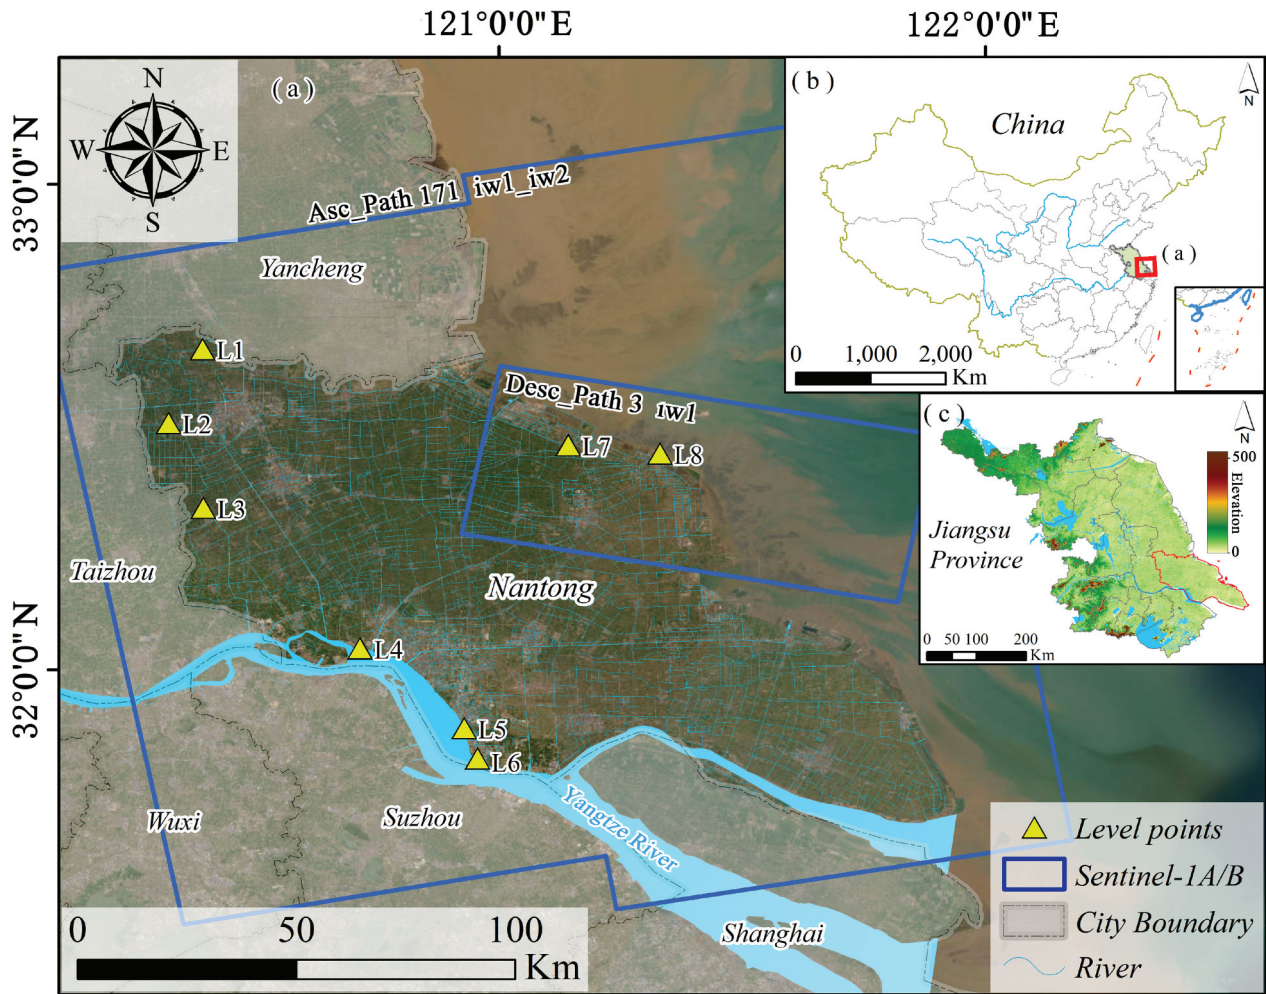 121°0'0"E
122°0'0"E
33°0'0"N
32°0'0"N
N
W
E
S
(a)
Asc_Path 171 iw1_iw2
Yancheng
L1
L2
L3
Desc_Path 3 iw1
L7
L8
Taizhou
Nantong
L4
L5
L6
Wuxi
Suzhou
Yangtze River
Shanghai
0
50
100
Km
(b)
China
N
(a)
0
1,000
2,000
Km
(c)
N
500
Elevation
0
Jiangsu
Province
0
50
100
200
Km
Level points
Sentinel-1A/B
City Boundary
River